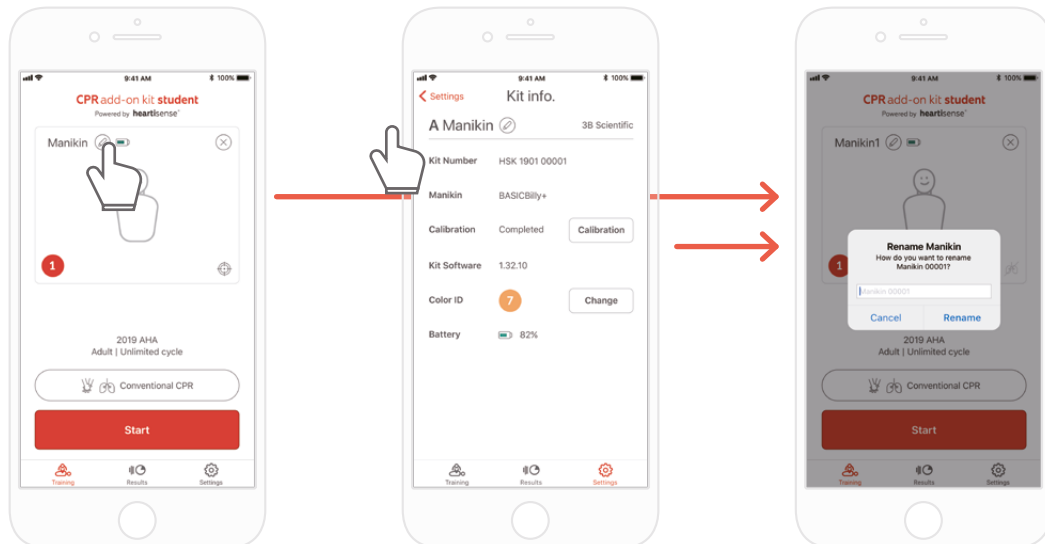 9:41 AM 100%
CPR add-on kit student
Powered by heartisense®
Manikin
1
2019 AHA
Adult | Unlimited cycle
Conventional CPR
Start
Training Results Settings
9:41 AM 100%
Settings Kit info.
A Manikin 3B Scientific
Kit Number HSK 1901 00001
Manikin BASICBilly+
Calibration Completed Calibration
Kit Software 1.32.10
Color ID 7 Change
Battery 82%
Training Results Settings
9:41 AM 100%
CPR add-on kit student
Powered by heartisense®
Manikin1
1
Rename Manikin
How do you want to rename
Manikin 00001?
Manikin 00001
Cancel Rename
2019 AHA
Adult | Unlimited cycle
Conventional CPR
Start
Training Results Settings